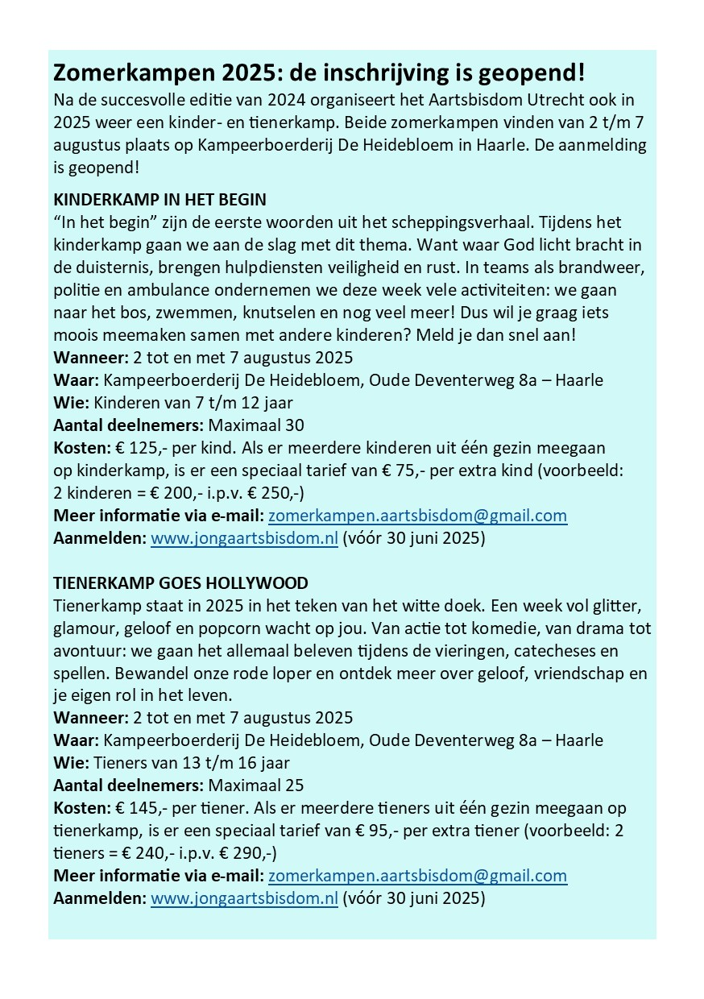 Zomerkampen 2025: de inschrijving is geopend!
Na de succesvolle editie van 2024 organiseert het Aartsbisdom Utrecht ook in
2025 weer een kinder- en tienerkamp. Beide zomerkampen vinden van 2 t/m 7
augustus plaats op Kampeerboerderij De Heidebloem in Haarle. De aanmelding
is geopend!
KINDERKAMP IN HET BEGIN
“In het begin” zijn de eerste woorden uit het scheppingsverhaal. Tijdens het
kinderkamp gaan we aan de slag met dit thema. Want waar God licht bracht in
de duisternis, brengen hulpdiensten veiligheid en rust. In teams als brandweer,
politie en ambulance ondernemen we deze week vele activiteiten: we gaan
naar het bos, zwemmen, knutselen en nog veel meer! Dus wil je graag iets
moois meemaken samen met andere kinderen? Meld je dan snel aan!
Wanneer: 2 tot en met 7 augustus 2025
Waar: Kampeerboerderij De Heidebloem, Oude Deventerweg 8a – Haarle
Wie: Kinderen van 7 t/m 12 jaar
Aantal deelnemers: Maximaal 30
Kosten: € 125,- per kind. Als er meerdere kinderen uit één gezin meegaan
op kinderkamp, is er een speciaal tarief van € 75,- per extra kind (voorbeeld:
2 kinderen = € 200,- i.p.v. € 250,-)
Meer informatie via e-mail: zomerkampen.aartsbisdom@gmail.com
Aanmelden: www.jongaartsbisdom.nl (vóór 30 juni 2025)
TIENERKAMP GOES HOLLYWOOD
Tienerkamp staat in 2025 in het teken van het witte doek. Een week vol glitter,
glamour, geloof en popcorn wacht op jou. Van actie tot komedie, van drama tot
avontuur: we gaan het allemaal beleven tijdens de vieringen, catecheses en
spellen. Bewandel onze rode loper en ontdek meer over geloof, vriendschap en
je eigen rol in het leven.
Wanneer: 2 tot en met 7 augustus 2025
Waar: Kampeerboerderij De Heidebloem, Oude Deventerweg 8a – Haarle
Wie: Tieners van 13 t/m 16 jaar
Aantal deelnemers: Maximaal 25
Kosten: € 145,- per tiener. Als er meerdere tieners uit één gezin meegaan op
tienerkamp, is er een speciaal tarief van € 95,- per extra tiener (voorbeeld: 2
tieners = € 240,- i.p.v. € 290,-)
Meer informatie via e-mail: zomerkampen.aartsbisdom@gmail.com
Aanmelden: www.jongaartsbisdom.nl (vóór 30 juni 2025)